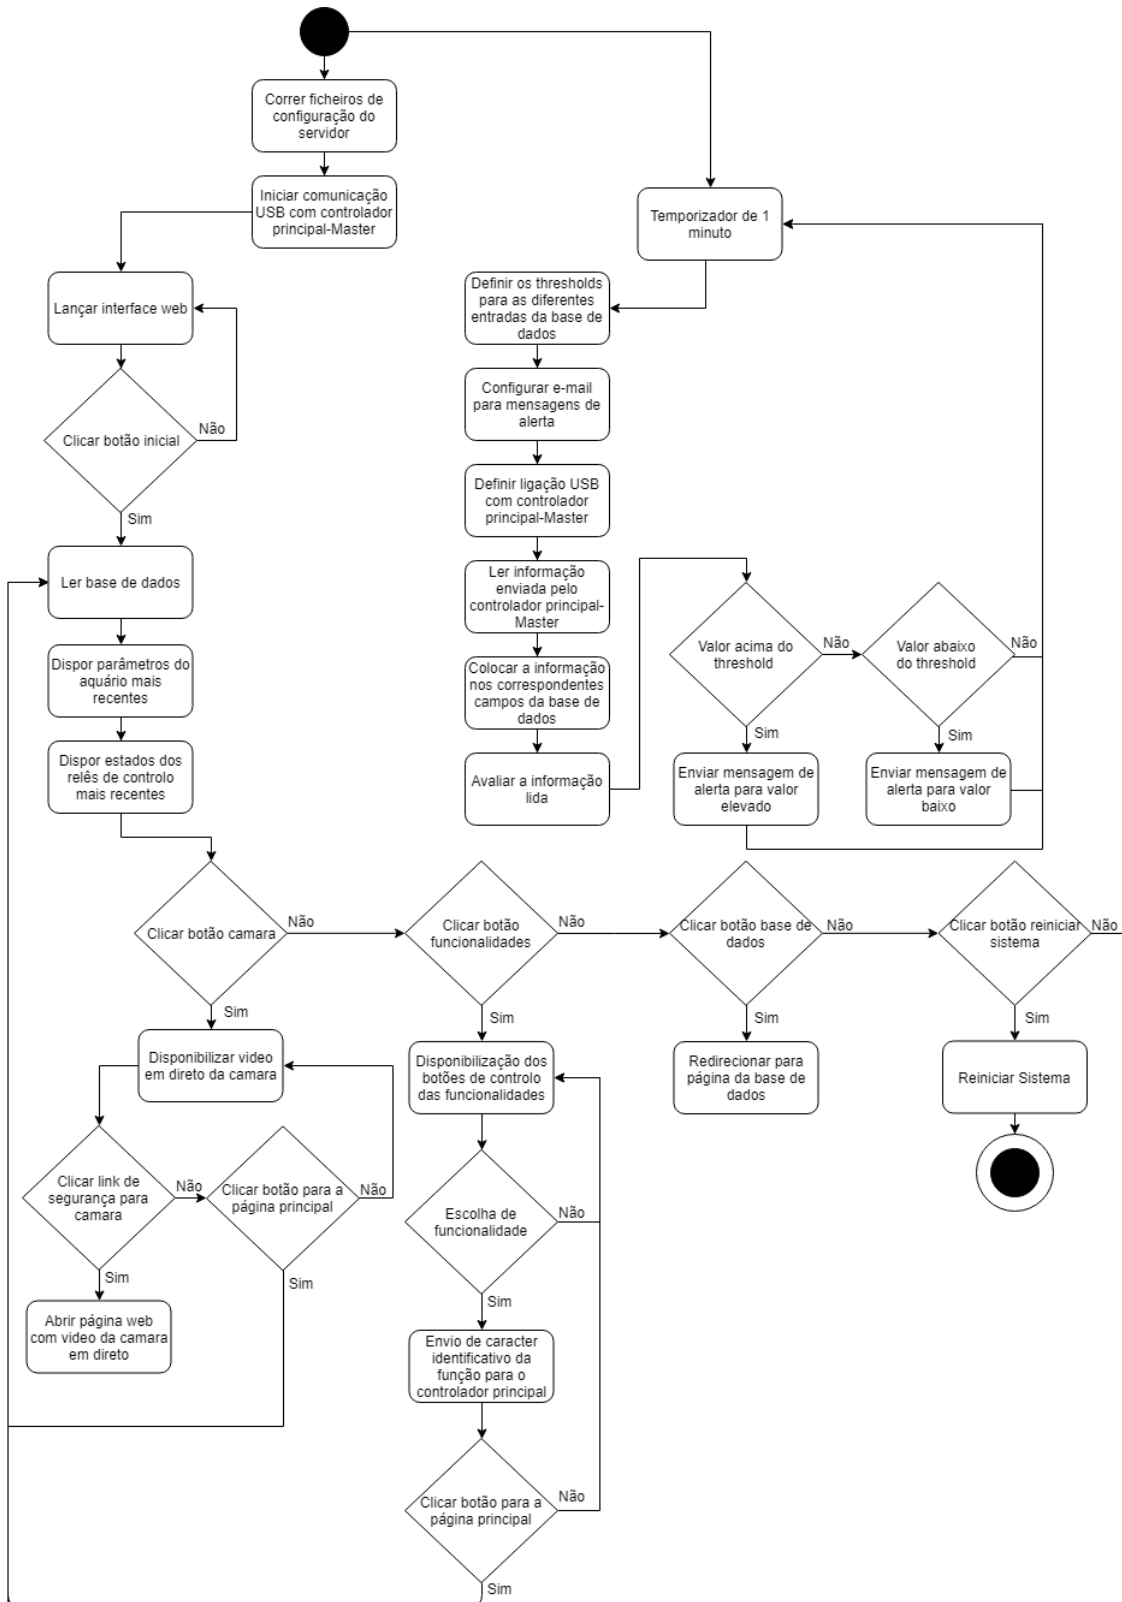 Correr ficheiros de
configuração do
servidor
Iniciar comunicação
USB com controlador
principal-Master
Temporizador de 1
minuto
Lançar interface web
Definir os thresholds
para as diferentes
entradas da base de
dados
Configurar e-mail
para mensagens de
alerta
Clicar botão inicial
Não
Sim
Definir ligação USB
com controlador
principal-Master
Ler base de dados
Ler informação
enviada pelo
controlador principal-
Master
Valor acima do
threshold
Não
Valor abaixo
do threshold
Não
Dispor parâmetros do
aquário mais
recentes
Colocar a informação
nos correspondentes
campos da base de
dados
Sim
Sim
Dispor estados dos
relês de controlo
mais recentes
Avaliar a informação
lida
Enviar mensagem de
alerta para valor
elevado
Enviar mensagem de
alerta para valor
baixo
Clicar botão camara
Não
Clicar botão
funcionalidades
Não
Clicar botão base de
dados
Não
Clicar botão reiniciar
sistema
Não
Sim
Sim
Sim
Sim
Disponibilizar video
em direto da camara
Disponibilização dos
botões de controlo
das funcionalidades
Redirecionar para
página da base de
dados
Reiniciar Sistema
Clicar link de
segurança para
camara
Não
Clicar botão para a
página principal
Não
Escolha de
funcionalidade
Não
Sim
Sim
Sim
Abrir página web
com video da camara
em direto
Envio de caracter
identificativo da
função para o
controlador principal
Clicar botão para a
página principal
Não
Sim